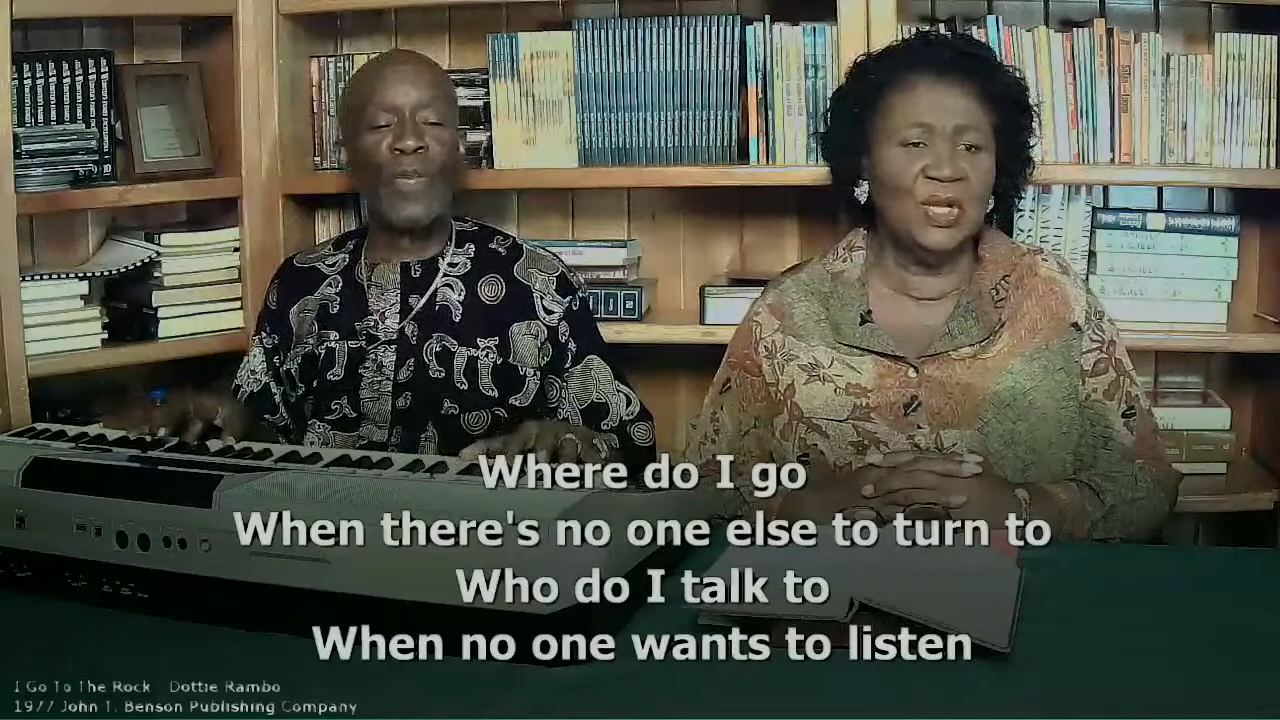 Where do I go
When there's no one else to turn to
Who do I talk to
When no one wants to listen
I Go To The Rock Dottie Rambo
1977 John T. Benson Publishing Company